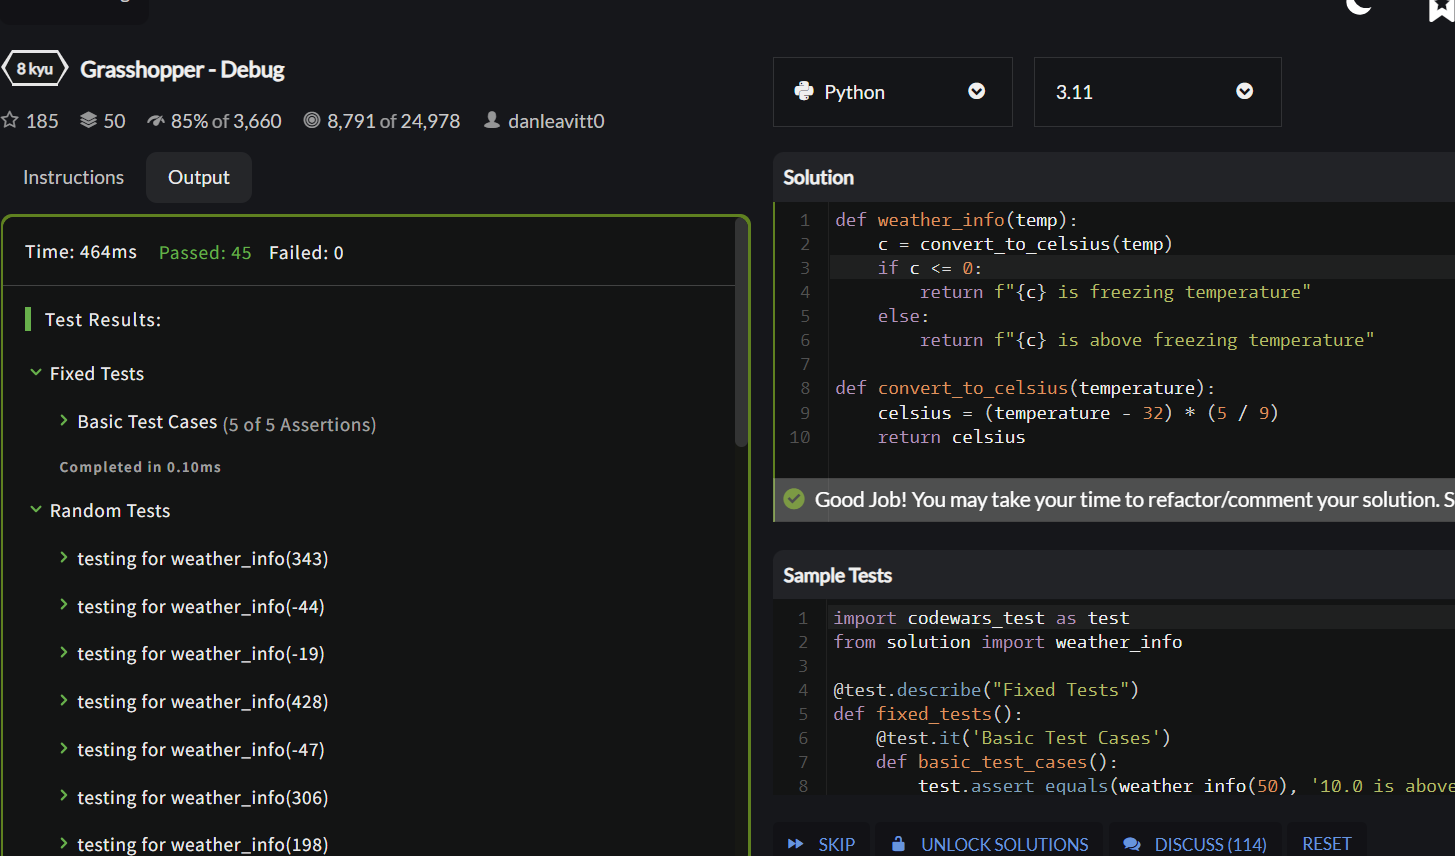 8 kyu
Grasshopper - Debug
185 50 85% of 3,660 8,791 of 24,978 danleavitt0
Instructions Output
Time: 464ms Passed: 45 Failed: 0
Test Results:
Fixed Tests
Basic Test Cases (5 of 5 Assertions)
Completed in 0.10ms
Random Tests
testing for weather_info(343)
testing for weather_info(-44)
testing for weather_info(-19)
testing for weather_info(428)
testing for weather_info(-47)
testing for weather_info(306)
testing for weather_info(198)
Python 3.11
Solution
1 def weather_info(temp):
2     c = convert_to_celsius(temp)
3     if c <= 0:
4         return f"{c} is freezing temperature"
5     else:
6         return f"{c} is above freezing temperature"
7
8 def convert_to_celsius(temperature):
9     celsius = (temperature - 32) * (5 / 9)
10     return celsius
Good Job! You may take your time to refactor/comment your solution. S
Sample Tests
1 import codewars_test as test
2 from solution import weather_info
3
4 @test.describe("Fixed Tests")
5 def fixed_tests():
6     @test.it('Basic Test Cases')
7     def basic_test_cases():
8         test.assert_equals(weather_info(50), '10.0 is above
SKIP UNLOCK SOLUTIONS DISCUSS (114) RESET